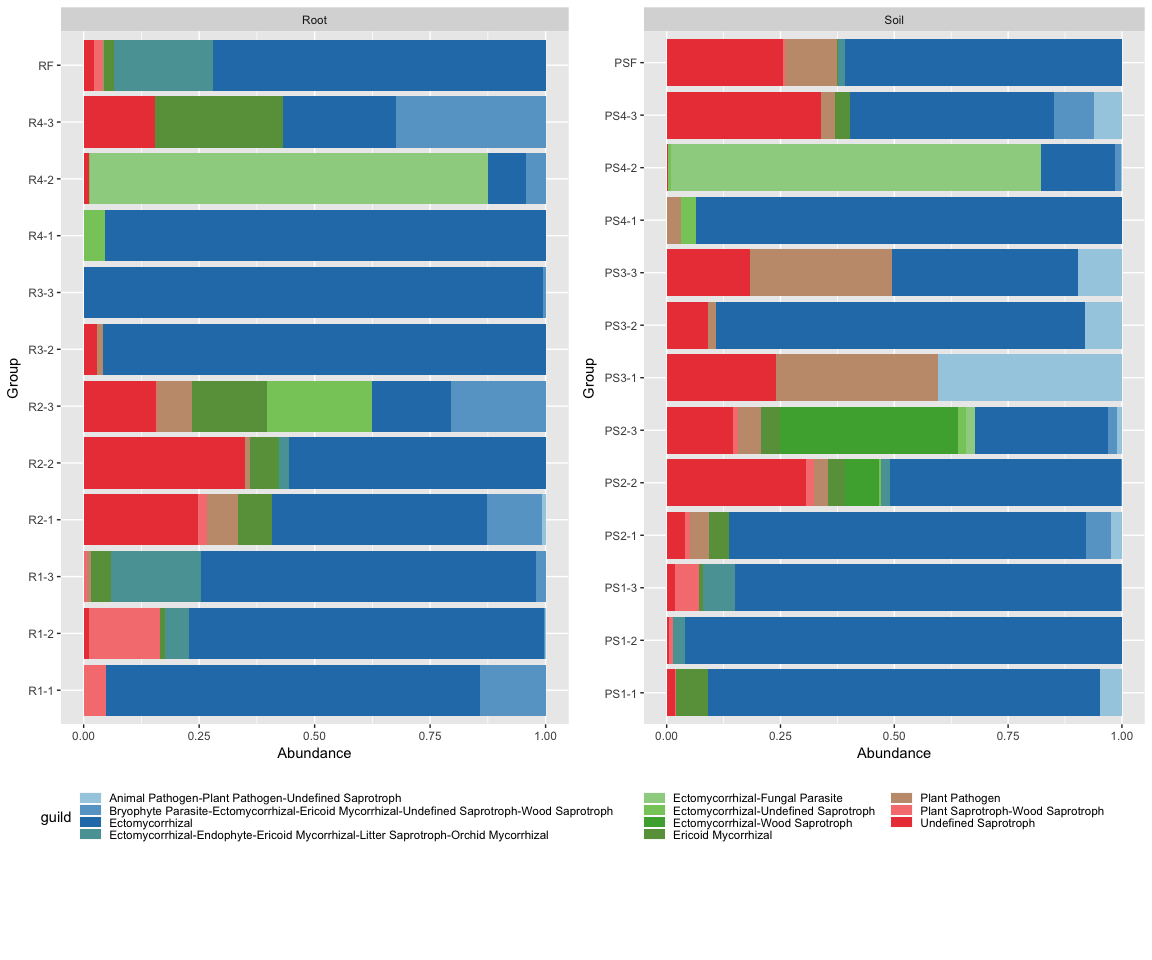 Root
Soil
Group
RF
R4-3
R4-2
R4-1
R3-3
R3-2
R2-3
R2-2
R2-1
R1-3
R1-2
R1-1
0.00 0.25 0.50 0.75 1.00
Abundance
Group
PSF
PS4-3
PS4-2
PS4-1
PS3-3
PS3-2
PS3-1
PS2-3
PS2-2
PS2-1
PS1-3
PS1-2
PS1-1
0.00 0.25 0.50 0.75 1.00
Abundance
guild
Animal Pathogen-Plant Pathogen-Undefined Saprotroph
Bryophyte Parasite-Ectomycorrhizal-Ericoid Mycorrhizal-Undefined Saprotroph-Wood Saprotroph
Ectomycorrhizal
Ectomycorrhizal-Endophyte-Ericoid Mycorrhizal-Litter Saprotroph-Orchid Mycorrhizal
Ectomycorrhizal-Fungal Parasite
Ectomycorrhizal-Undefined Saprotroph
Ectomycorrhizal-Wood Saprotroph
Ericoid Mycorrhizal
Plant Pathogen
Plant Saprotroph-Wood Saprotroph
Undefined Saprotroph